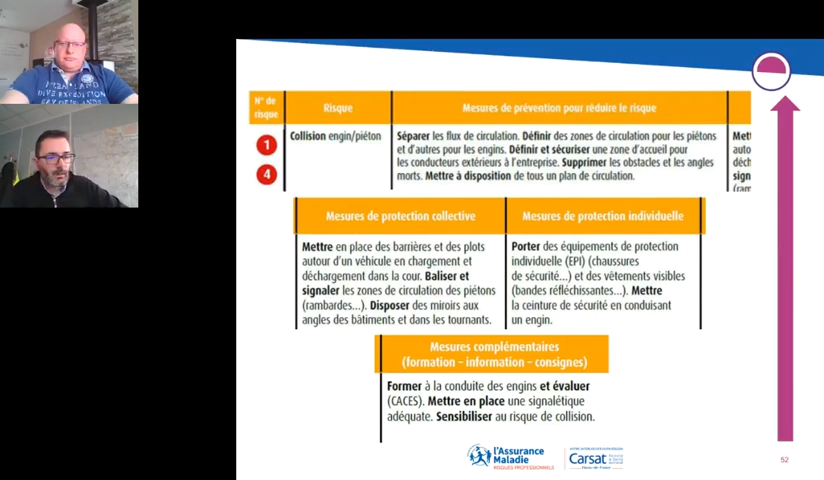 N° de
risque
Risque
Mesures de prévention pour réduire le risque
1
4
Collision engin/piéton
Séparer les flux de circulation. Définir des zones de circulation pour les piétons
et d'autres pour les engins. Définir et sécuriser une zone d'accueil pour
les conducteurs extérieurs à l'entreprise. Supprimer les obstacles et les angles
morts. Mettre à disposition de tous un plan de circulation.
Mett
auto
déch
sign
(ram
Mesures de protection collective
Mettre en place des barrières et des plots
autour d'un véhicule en chargement et
déchargement dans la cour. Baliser et
signaler les zones de circulation des piétons
(rambardes...). Disposer des miroirs aux
angles des bâtiments et dans les tournants.
Mesures de protection individuelle
Porter des équipements de protection
individuelle (EPI) (chaussures
de sécurité...) et des vêtements visibles
(bandes réfléchissantes...). Mettre
la ceinture de sécurité en conduisant
un engin.
Mesures complémentaires
(formation – information – consignes)
Former à la conduite des engins et évaluer
(CACES). Mettre en place une signalétique
adéquate. Sensibiliser au risque de collision.
l'Assurance
Maladie
RISQUES PROFESSIONNELS
Carsat
52